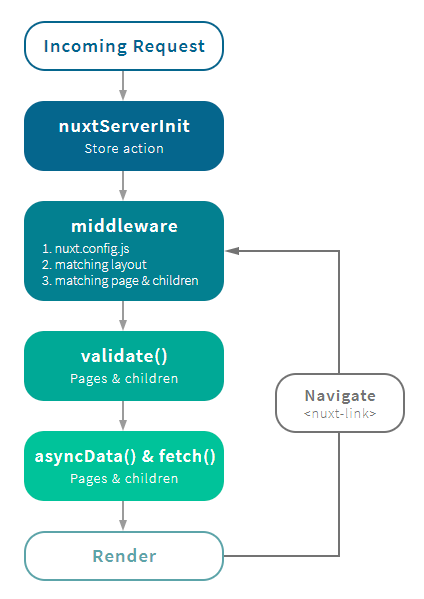 Incoming Request
nuxtServerInit
Store action
middleware
1. nuxt.config.js
2. matching layout
3. matching page & children
validate()
Pages & children
Navigate
<nuxt-link>
asyncData() & fetch()
Pages & children
Render